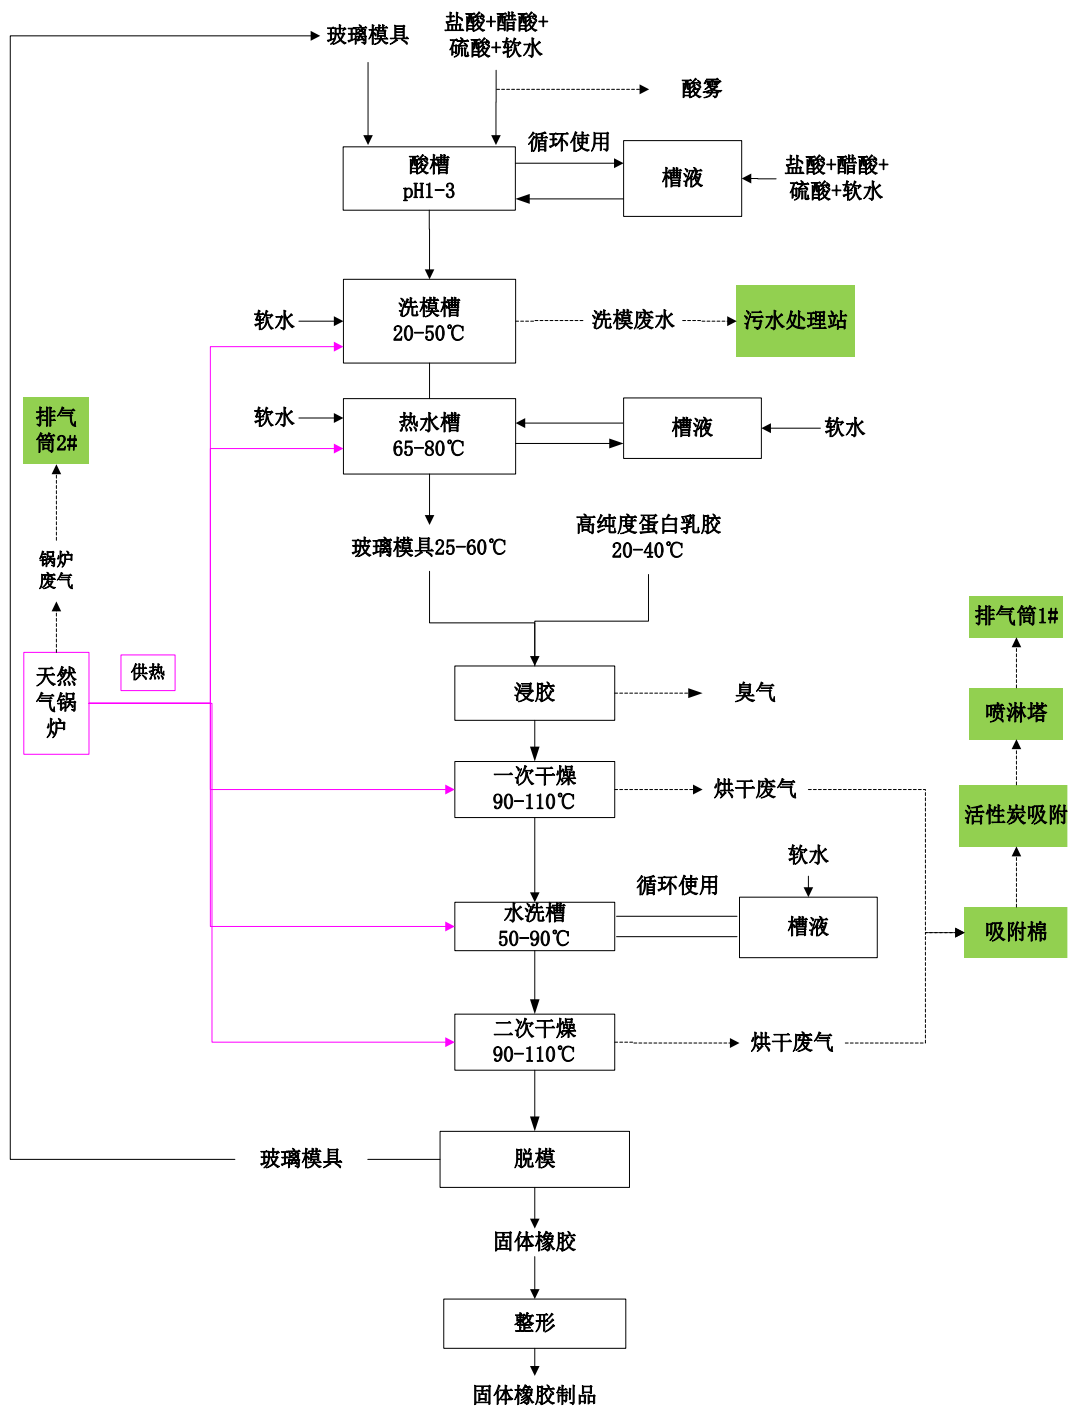 玻璃模具
盐酸+醋酸+
硫酸+软水
酸雾
循环使用
酸槽
pH1-3
槽液
盐酸+醋酸+
硫酸+软水
软水
洗模槽
20-50℃
洗模废水
污水处理站
排气
筒2#
软水
热水槽
65-80℃
槽液
软水
玻璃模具25-60℃
高纯度蛋白乳胶
20-40℃
锅炉
废气
天然
气锅
炉
供热
排气筒1#
浸胶
臭气
喷淋塔
一次干燥
90-110℃
烘干废气
活性炭吸附
软水
循环使用
水洗槽
50-90℃
槽液
吸附棉
二次干燥
90-110℃
烘干废气
玻璃模具
脱模
固体橡胶
整形
固体橡胶制品